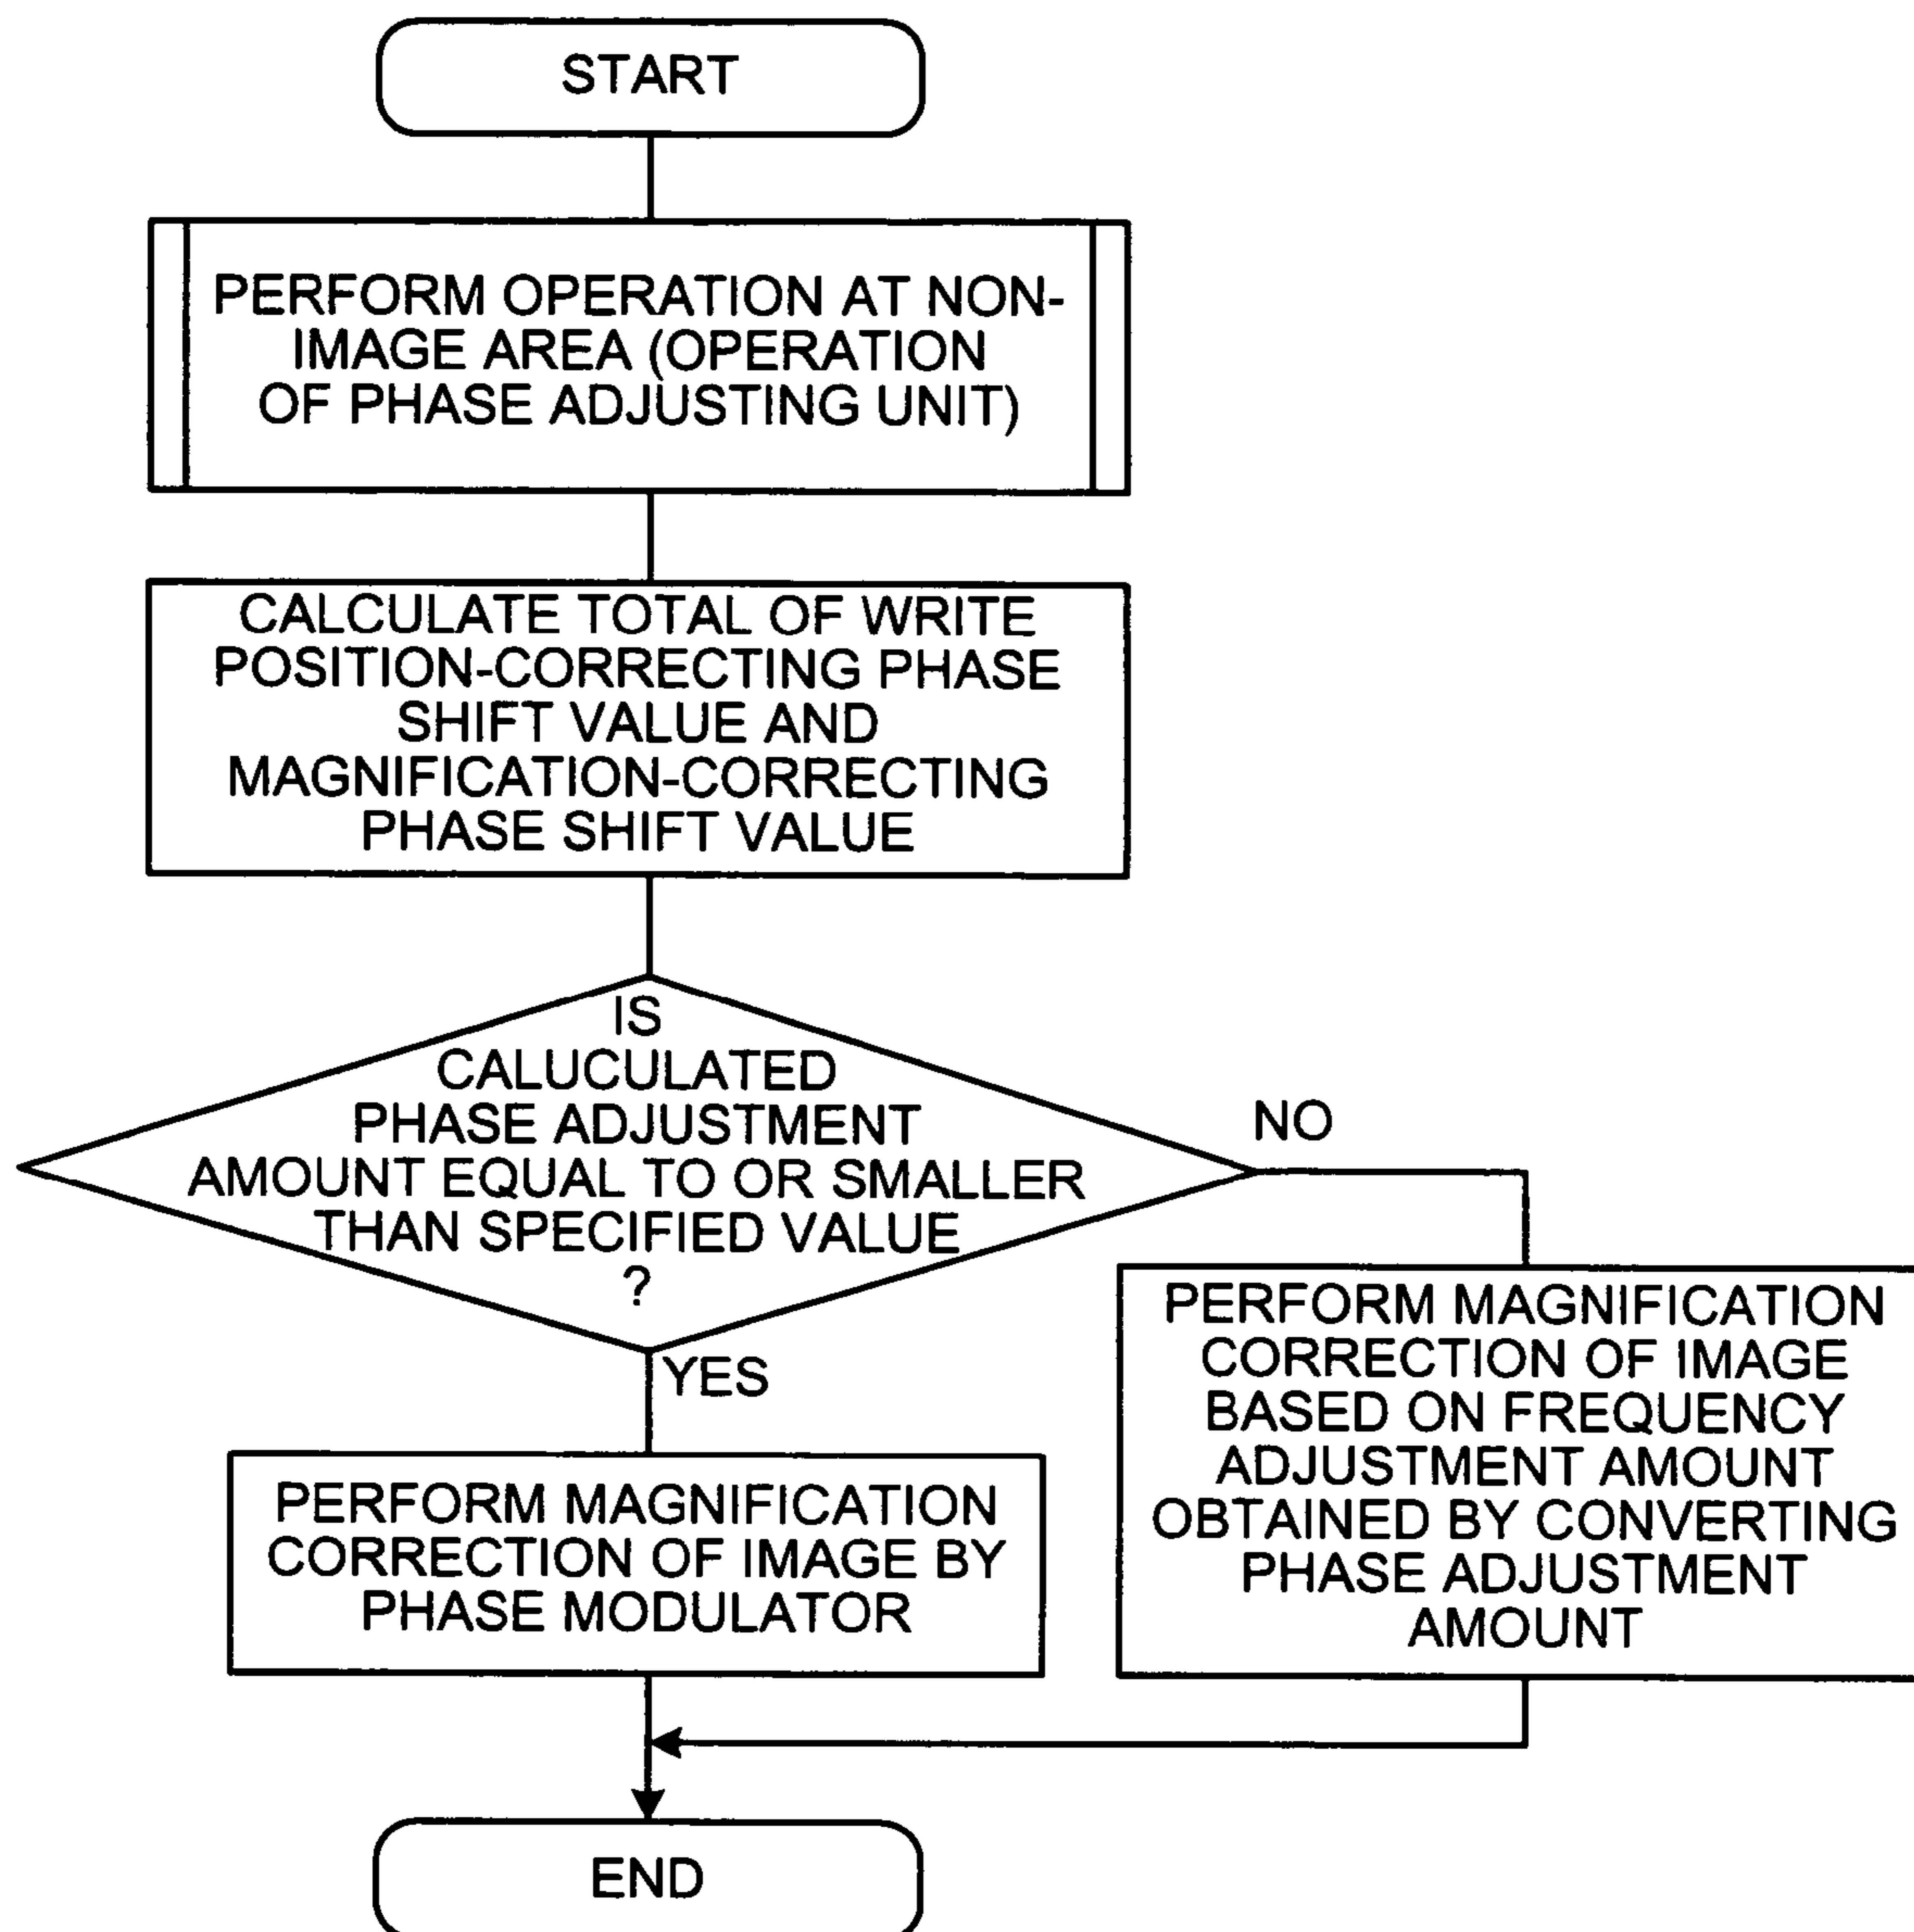 START
PERFORM OPERATION AT NON-
IMAGE AREA (OPERATION
OF PHASE ADJUSTING UNIT)
CALCULATE TOTAL OF WRITE
POSITION-CORRECTING PHASE
SHIFT VALUE AND
MAGNIFICATION-CORRECTING
PHASE SHIFT VALUE
IS
CALUCULATED
PHASE ADJUSTMENT
AMOUNT EQUAL TO OR SMALLER
THAN SPECIFIED VALUE
?
NO
YES
PERFORM MAGNIFICATION
CORRECTION OF IMAGE BY
PHASE MODULATOR
PERFORM MAGNIFICATION
CORRECTION OF IMAGE
BASED ON FREQUENCY
ADJUSTMENT AMOUNT
OBTAINED BY CONVERTING
PHASE ADJUSTMENT
AMOUNT
END